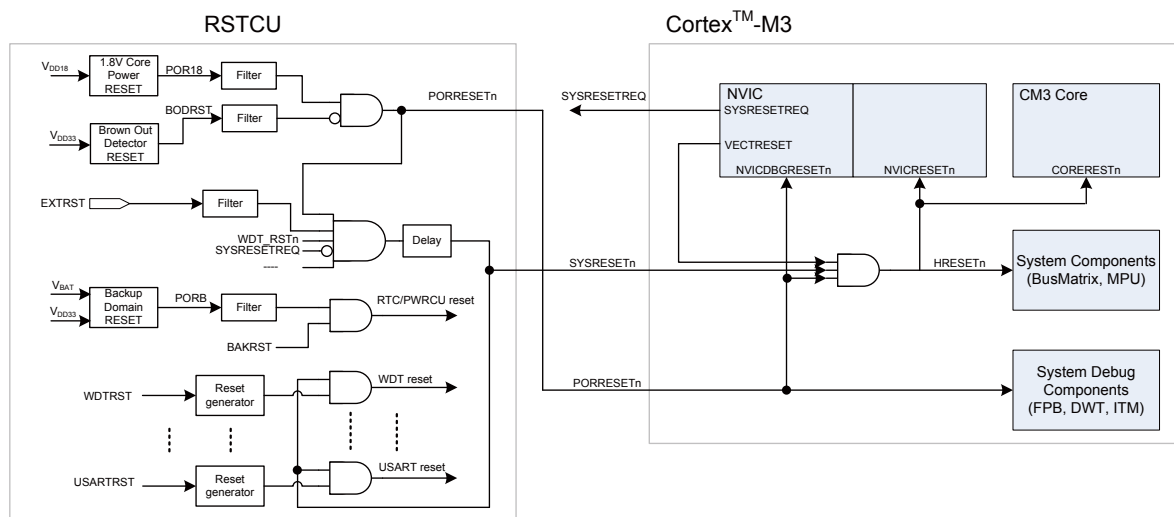 RSTCU
Cortex™-M3
VDD18
1.8V Core
Power
RESET
POR18
Filter
BODRST
Filter
VDD33
Brown Out
Detector
RESET
PORRESETn
EXTRST
Filter
WDT_RSTn
SYSRESETREQ
----
Delay
VBAT
VDD33
Backup
Domain
RESET
PORB
Filter
BAKRST
RTC/PWRCU reset
WDTRST
Reset
generator
WDT reset
USARTRST
Reset
generator
USART reset
SYSRESETREQ
NVIC
SYSRESETREQ
VECTRESET
NVICDBGRESETn
NVICRESETn
CM3 Core
CORERESTn
SYSRESETn
HRESETn
System Components
(BusMatrix, MPU)
PORRESETn
System Debug
Components
(FPB, DWT, ITM)